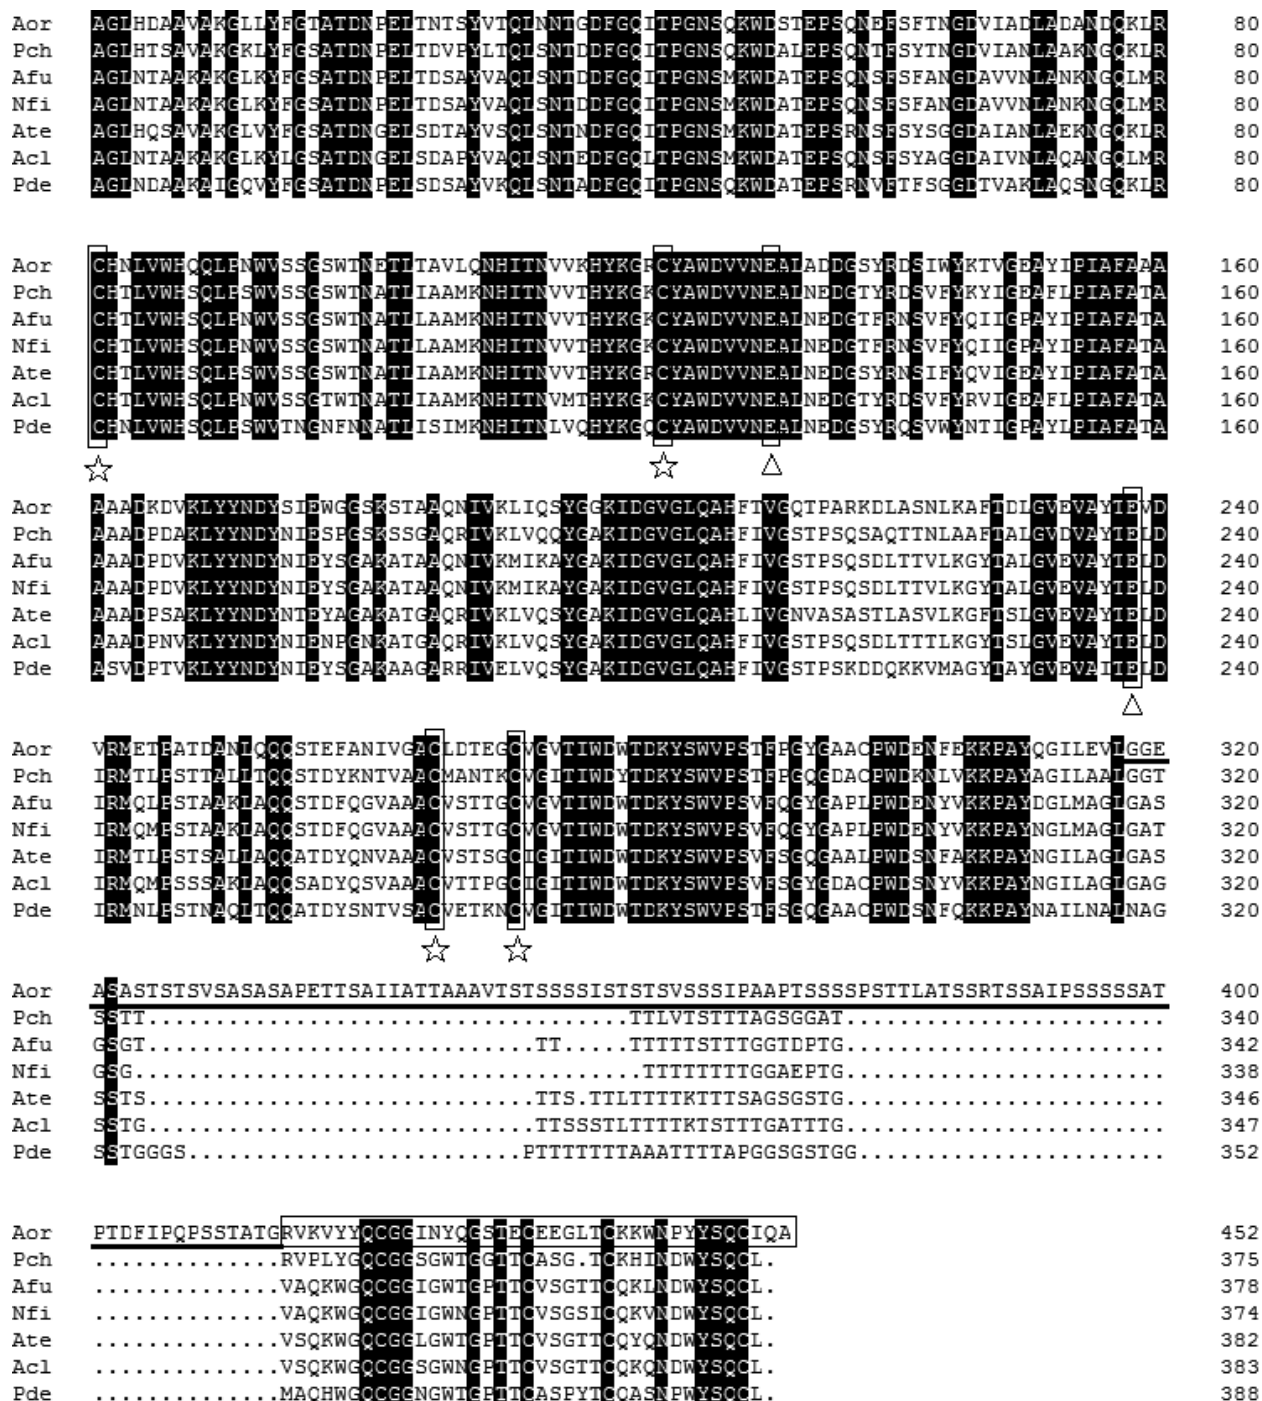 Aor AGLHDAAVAKGLLYFGTATDNPELTNTSYVTQLNNTGDFGQITPGNSQKWDSTEPSQNEFSFTNGDVIADLADANDQKLR 80
Pch AGLHTSAVAKGKLYFGSATDNPELTDVPYLTQLSNTDDFGQITPGNSQKWDALEPSQNTFSYTNGDVIANLAAKNGQKLR 80
Afu AGLNTAAKAKGLKYFGSATDNPELTDSAYVAQLSNTDDFGQITPGNSMKWDATEPSQNSFSFANGDAVVNLANKNGQLMR 80
Nfi AGLNTAAKAKGLKYFGSATDNPELTDSAYVAQLSNTDDFGQITPGNSMKWDATEPSQNSFSFANGDAVVNLANKNGQLMR 80
Ate AGLHQSAVAKGLVYFGSATDNGELSDTAYVSQLSNTNDFGQITPGNSMKWDATEPSRNSFSYSGGDAIANLAEKNGQKLR 80
Acl AGLNTAAKAKGLKYLGSATDNGELSDAPYVAQLSNTEDFGQLTPGNSMKWDATEPSQNSFSYAGGDAIVNLAQANGQLMR 80
Pde AGLNDAAKAIGQVYFGSATDNPELSDSAYVKQLSNTADFGQITPGNSQKWDATEPSRNVFTFSGGDTVAKLAQSNGQKLR 80
Aor CHNLVWHQQLPNWVSSGSWTNETLTAVLQNHITNVVKHYKGRCYAWDVVNEALADDGSYRDSIWYKTVGEAYIPIAFAAA 160
Pch CHTLVWHSQLPSWVSSGSWTNATLIAAMKNHITNVVTHYKGKCYAWDVVNEALNEDGTYRDSVFYKYIGEAFLPIAFATA 160
Afu CHTLVWHSQLPNWVSSGSWTNATLLAAMKNHITNVVTHYKGKCYAWDVVNEALNEDGTFRNSVFYQIIGPAYIPIAFATA 160
Nfi CHTLVWHSQLPNWVSSGSWTNATLLAAMKNHITNVVTHYKGKCYAWDVVNEALNEDGTFRNSVFYQIIGPAYIPIAFATA 160
Ate CHTLVWHSQLPSWVSSGSWTNATLIAAMKNHITNVVTHYKGRCYAWDVVNEALNEDGSYRNSIFYQVIGEAYIPIAFATA 160
Acl CHTLVWHSQLPNWVSSGTWTNATLIAAMKNHITNVMTHYKGKCYAWDVVNEALNEDGTYRDSVFYRVIGEAFLPIAFATA 160
Pde CHNLVWHSQLPSWVTNGNFNNATLISIMKNHITNLVQHYKGQCYAWDVVNEALNEDGSYRQSVWYNTIGPAYLPIAFATA 160
Aor AAADKDVKLYYNDYSIEWGGSKSTAAQNIVKLIQSYGGKIDGVGLQAHFTVGQTPARKDLASNLKAFTDLGVEVAYTEVD 240
Pch AAADPDAKLYYNDYNIESPGSKSSGAQRIVKLVQQYGAKIDGVGLQAHFIVGSTPSQSAQTTNLAAFTALGVDVAYTELD 240
Afu AAADPDVKLYYNDYNIEYSGAKATAAQNIVKMIKAYGAKIDGVGLQAHFIVGSTPSQSDLTTVLKGYTALGVEVAYTELD 240
Nfi AAADPDVKLYYNDYNIEYSGAKATAAQNIVKMIKAYGAKIDGVGLQAHFIVGSTPSQSDLTTVLKGYTALGVEVAYTELD 240
Ate AAADPSAKLYYNDYNTEYAGAKATGAQRIVKLVQSYGAKIDGVGLQAHLIVGNVASASTLASVLKGFTSLGVEVAYTELD 240
Acl AAADPNVKLYYNDYNIENPGNKATGAQRIVKLVQSYGAKIDGVGLQAHFIVGSTPSQSDLTTTLKGYTSLGVEVAYTELD 240
Pde ASVDPTVKLYYNDYNIEYSGAKAAGARRIVELVQSYGAKIDGVGLQAHFIVGSTPSKDDQKKVMAGYTAYGVEVAITELD 240
Aor VRMETPATDANLQQQSTEFANIVGACLDTEGCVGVTIWDWTDKYSWVPSTFPGYGAACPWDENFEKKPAYQGILEVLGGE 320
Pch IRMTLPSTTALLTQQSTDYKNTVAACMANTKCVGITIWDYTDKYSWVPSTFPGQGDACPWDKNLVKKPAYAGILAALGGT 320
Afu IRMQLPSTAAKLAQQSTDFQGVAAACVSTTGCVGVTIWDWTDKYSWVPSVFQGYGAPLPWDENYVKKPAYDGLMAGLGAS 320
Nfi IRMQMPSTAAKLAQQSTDFQGVAAACVSTTGCVGVTIWDWTDKYSWVPSVFQGYGAPLPWDENYVKKPAYNGLMAGLGAT 320
Ate IRMTLPSTSALLAQQATDYQNVAAACVSTSGCIGITIWDWTDKYSWVPSVFSGQGAALPWDSNFAKKPAYNGILAGLGAS 320
Acl IRMQMPSSSAKLAQQSADYQSVAAACVTTPGCIGITIWDWTDKYSWVPSVFSGYGDACPWDSNYVKKPAYNGILAGLGAG 320
Pde IRMNLPSTNAQLTQQATDYSNTVSACVETKNCVGITIWDWTDKYSWVPSTFSGQGAACPWDSNFQKKPAYNAILNALNAG 320
Aor ASASTSTSVSASASAPETTSAIIATTAAAVTSTSSSSISTSTSVSSSIPAAPTSSSSPSTTLATSSRTSSAIPSSSSSAT 400
Pch SSTT....................................TTLVTSTTTAGSGGAT........................ 340
Afu GSGT.............................TT.....TTTTTSTTTGGTDPTG........................ 342
Nfi GSG......................................TTTTTTTTGGAEPTG........................ 338
Ate SSTS.............................TTS.TTLTTTTKTTTSAGSGSTG........................ 346
Acl SSTG.............................TTSSSTLTTTTKTSTTTGATTTG........................ 347
Pde SSTGGGS.........................PTTTTTTTTAAATTTTAPGGSGSTGG....................... 352
Aor PTDFIPQPSSTATGRVKVYYQCGGINYQGSTECEEGLTCKKWNPYYSQCIQA 452
Pch ..............RVPLYGQCGGSGWTGGTTCASG.TCKHINDWYSQCL. 375
Afu ..............VAQKWGQCGGIGWTGPTTCVSGTTCQKLNDWYSQCL. 378
Nfi ..............VAQKWGQCGGIGWNGPTTCVSGSICQKVNDWYSQCL. 374
Ate ..............VSQKWGQCGGLGWTGPTTCVSGTTCQYQNDWYSQCL. 382
Acl ..............VSQKWGQCGGSGWNGPTTCVSGTTCQKQNDWYSQCL. 383
Pde ..............MAQHWGQCGGNGWTGPTTCASPYTCQASNPWYSQCL. 388